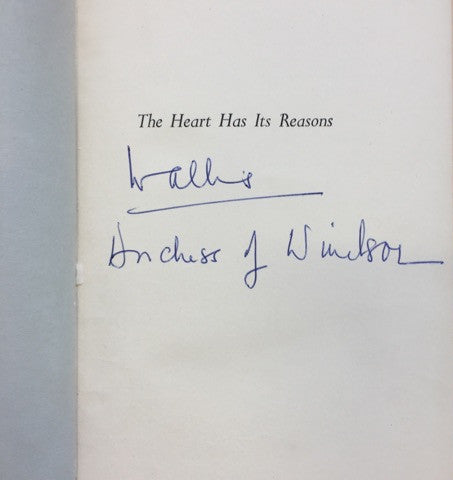 The Heart Has Its Reasons
Wallis
Duchess of Windsor